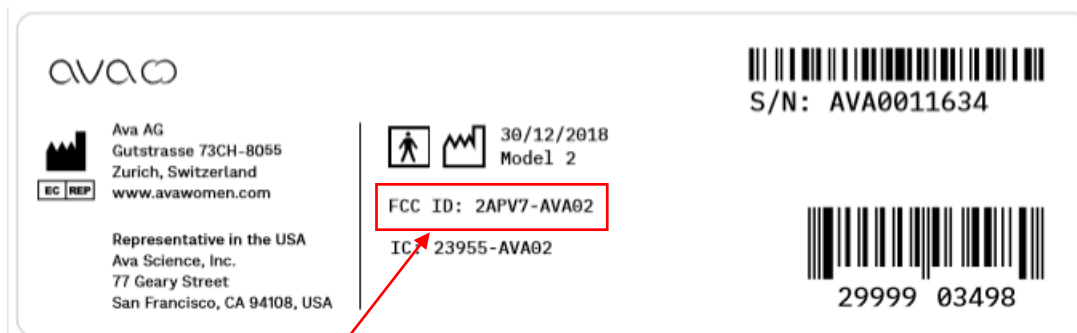 ava
Ava AG
Gutstrasse 73CH-8055
Zurich, Switzerland
www.avawomen.com
EC REP
Representative in the USA
Ava Science, Inc.
77 Geary Street
San Francisco, CA 94108, USA
30/12/2018
Model 2
FCC ID: 2APV7-AVA02
IC: 23955-AVA02
S/N: AVA0011634
29999 03498